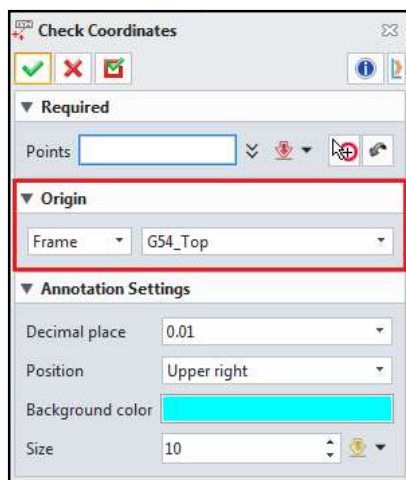 Check Coordinates
Required
Points
Origin
Frame G54_Top
Annotation Settings
Decimal place 0.01
Position Upper right
Background color
Size 10